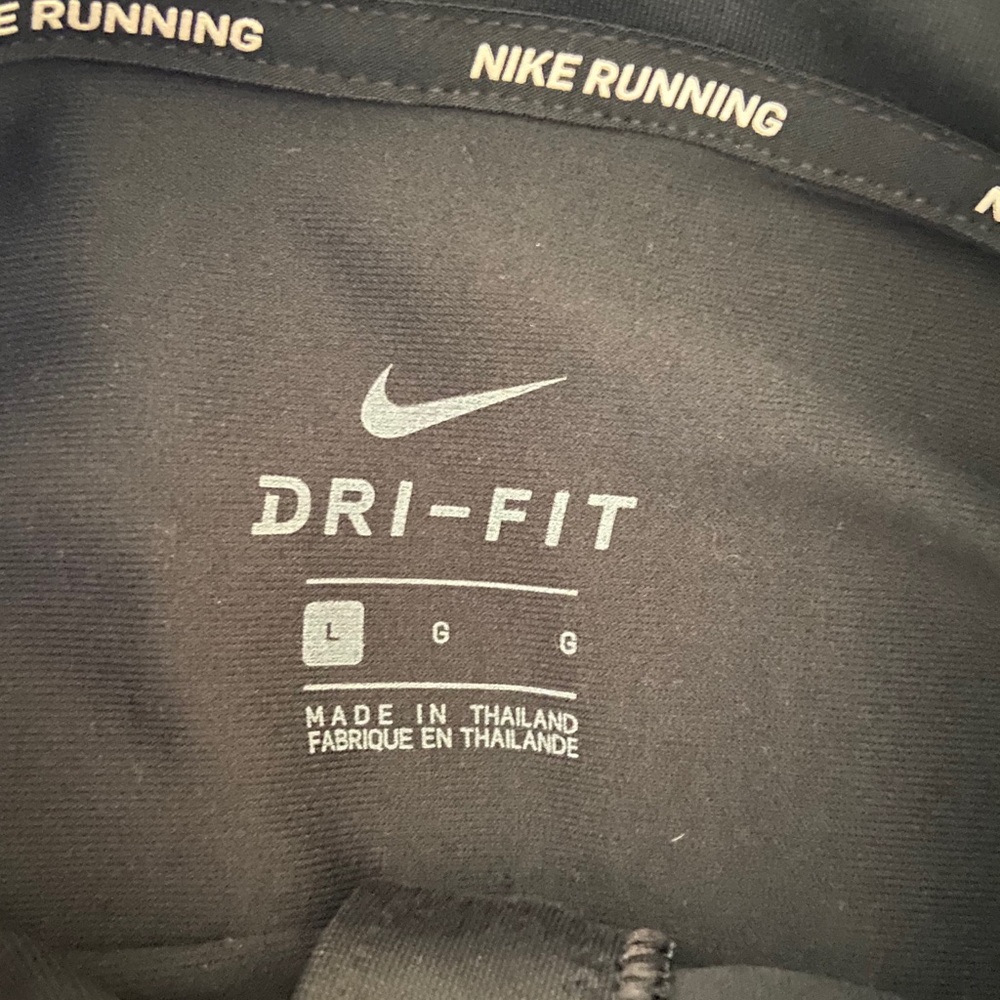 E RUNNING
NIKE RUNNING
N
DRI-FIT
L G G
MADE IN THAILAND
FABRIQUE EN THAILANDE